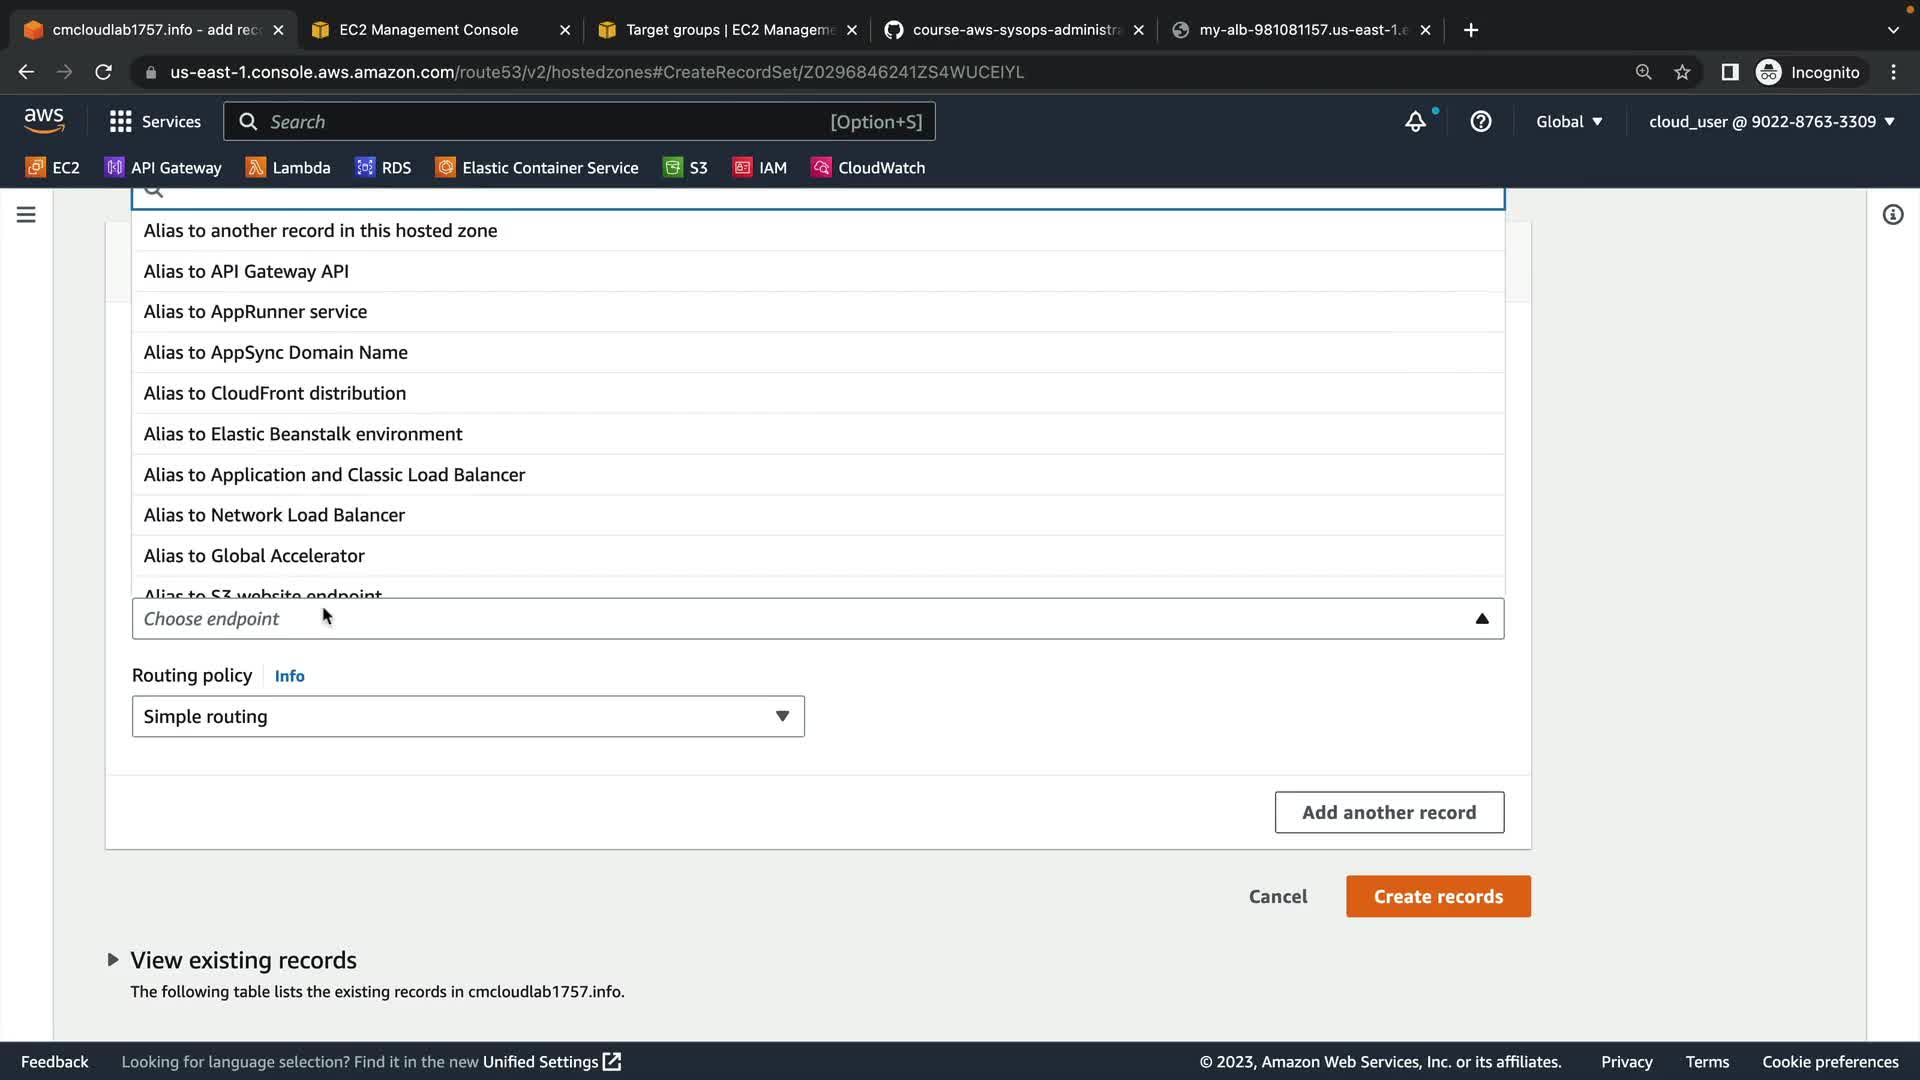 cmcloudlab1757.info - add reco
EC2 Management Console
Target groups | EC2 Manageme
course-aws-sysops-administra
my-alb-981081157.us-east-1.e
us-east-1.console.aws.amazon.com/route53/v2/hostedzones#CreateRecordSet/Z0296846241ZS4WUCEIYL
Incognito
aws
Services
Search
[Option+S]
Global
cloud_user @ 9022-8763-3309
EC2
API Gateway
Lambda
RDS
Elastic Container Service
S3
IAM
CloudWatch
Alias to another record in this hosted zone
Alias to API Gateway API
Alias to AppRunner service
Alias to AppSync Domain Name
Alias to CloudFront distribution
Alias to Elastic Beanstalk environment
Alias to Application and Classic Load Balancer
Alias to Network Load Balancer
Alias to Global Accelerator
Alias to S3 website endpoint
Choose endpoint
Routing policy
Info
Simple routing
Add another record
Cancel
Create records
View existing records
The following table lists the existing records in cmcloudlab1757.info.
Feedback
Looking for language selection? Find it in the new Unified Settings
© 2023, Amazon Web Services, Inc. or its affiliates.
Privacy
Terms
Cookie preferences